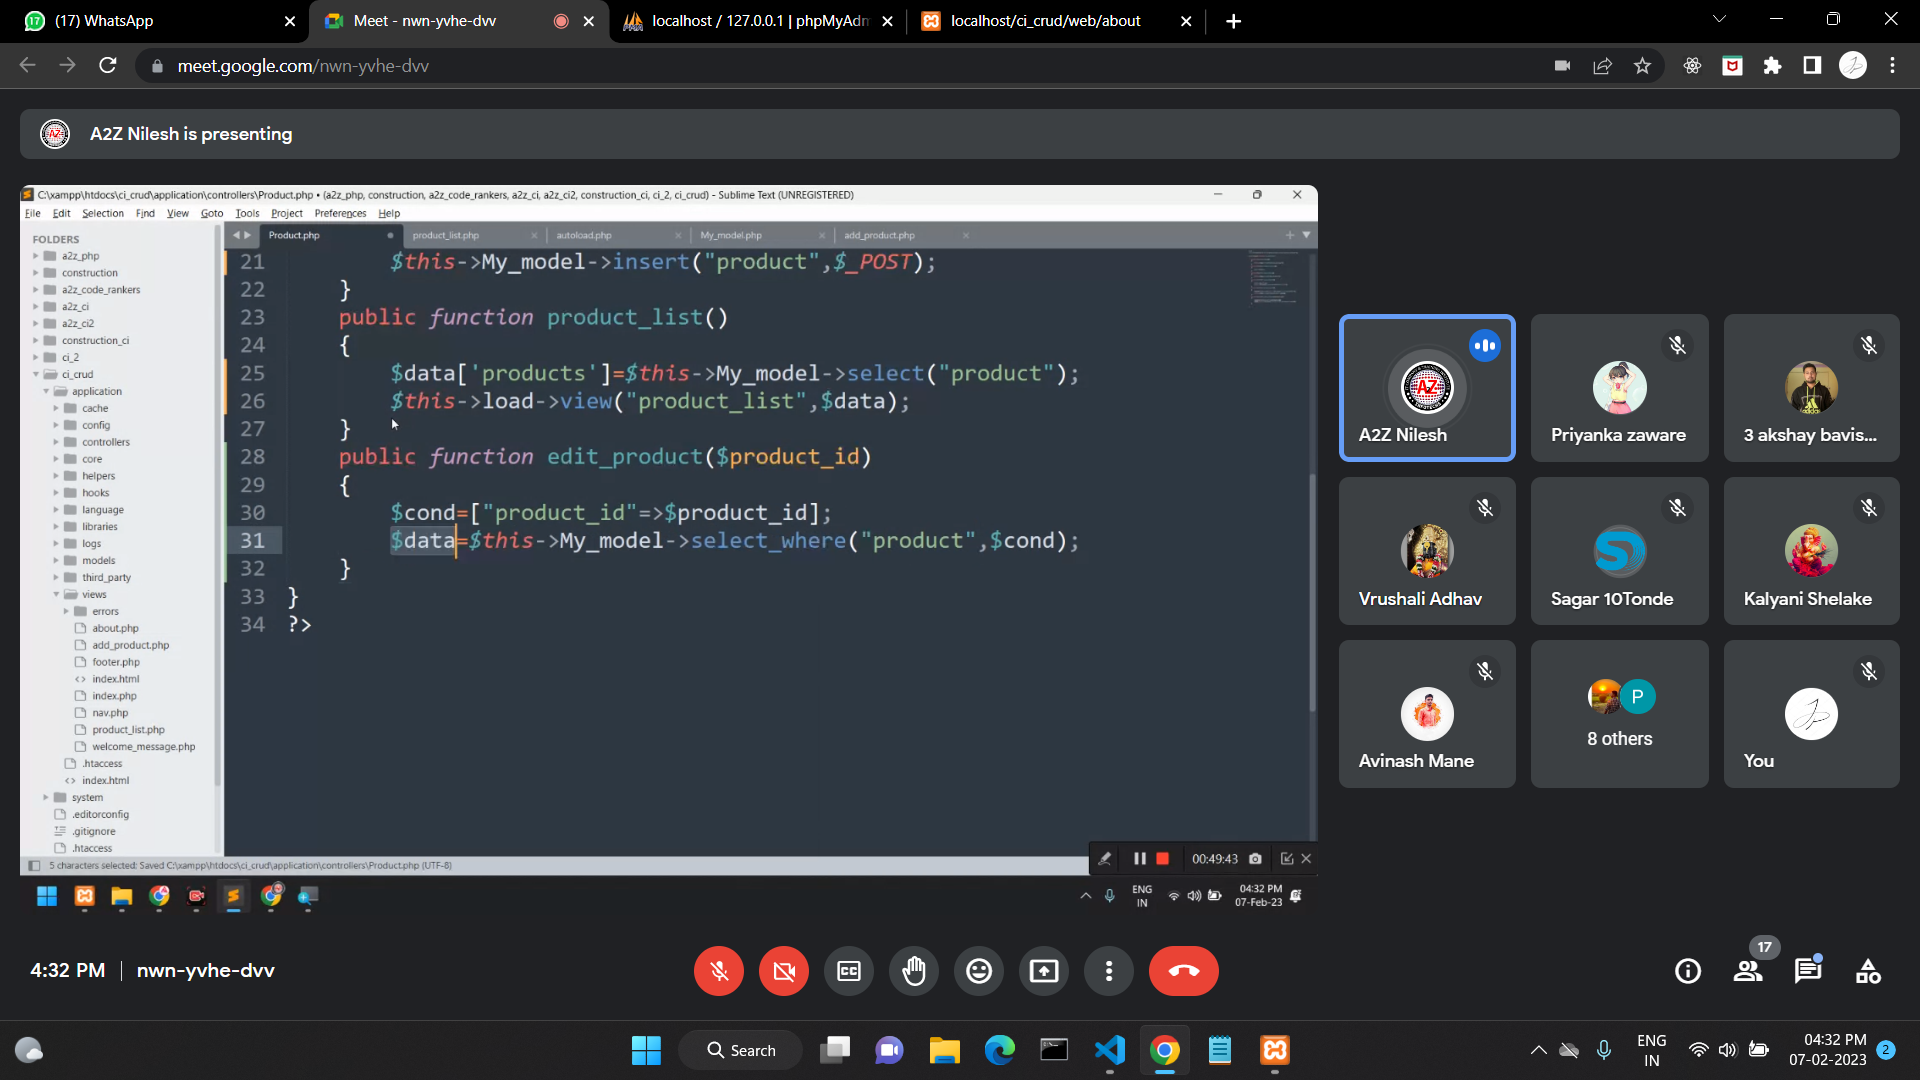 (17) WhatsApp
Meet - nwn-yvhe-dvv
localhost / 127.0.0.1 | phpMyAdm
localhost/ci_crud/web/about
meet.google.com/nwn-yvhe-dvv
A2Z Nilesh is presenting
C:\xampp\htdocs\ci_crud\application\controllers\Product.php • (a2z_php, construction, a2z_code_rankers, a2z_ci, a2z_ci2, construction_ci, ci_2, ci_crud) - Sublime Text (UNREGISTERED)
File Edit Selection Find View Goto Tools Project Preferences Help
FOLDERS
a2z_php
construction
a2z_code_rankers
a2z_ci
a2z_ci2
construction_ci
ci_2
ci_crud
application
cache
config
controllers
core
helpers
hooks
language
libraries
logs
models
third_party
views
errors
about.php
add_product.php
footer.php
index.html
index.php
nav.php
product_list.php
welcome_message.php
.htaccess
index.html
system
.editorconfig
.gitignore
.htaccess
Product.php product_list.php autoload.php My_model.php add_product.php
21 $this->My_model->insert("product",$_POST);
22 }
23 public function product_list()
24 {
25 $data['products']=$this->My_model->select("product");
26 $this->load->view("product_list",$data);
27 }
28 public function edit_product($product_id)
29 {
30 $cond=["product_id"=>$product_id];
31 $data=$this->My_model->select_where("product",$cond);
32 }
33 }
34 ?>
5 characters selected; Saved C:\xampp\htdocs\ci_crud\application\controllers\Product.php (UTF-8)
00:49:43
ENG
IN
04:32 PM
07-Feb-23
A2Z Nilesh
Priyanka zaware
3 akshay bavis...
Vrushali Adhav
Sagar 10Tonde
Kalyani Shelake
Avinash Mane
P
8 others
You
4:32 PM | nwn-yvhe-dvv
17
Search
ENG
IN
04:32 PM
07-02-2023
2